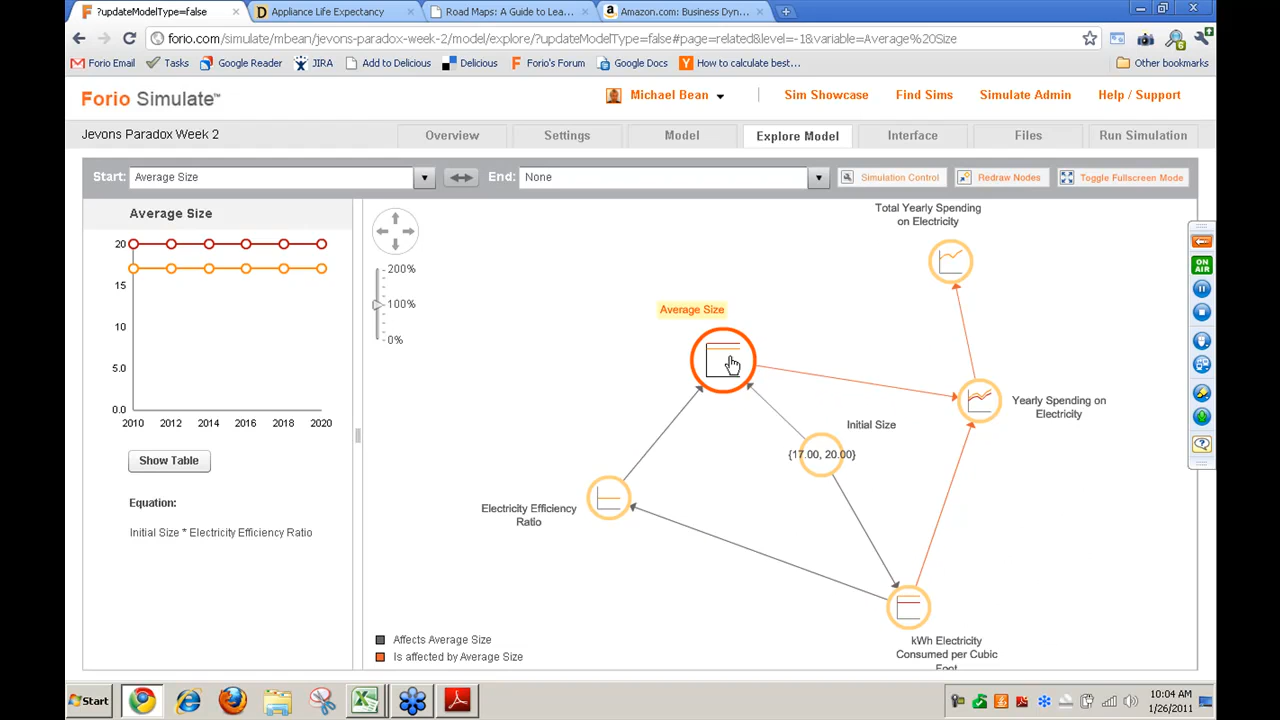 ?updateModelType=false
Appliance Life Expectancy
Road Maps: A Guide to Lea...
Amazon.com: Business Dyn...
forio.com/simulate/mbean/jevons-paradox-week-2/model/explore/?updateModelType=false#page=related&level=-1&variable=Average%20Size
Forio Email
Tasks
Google Reader
JIRA
Add to Delicious
Delicious
Forio's Forum
Google Docs
How to calculate best...
Other bookmarks
Forio Simulate™
Michael Bean
Sim Showcase
Find Sims
Simulate Admin
Help / Support
Jevons Paradox Week 2
Overview
Settings
Model
Explore Model
Interface
Files
Run Simulation
Start:
Average Size
End:
None
Simulation Control
Redraw Nodes
Toggle Fullscreen Mode
Average Size
20
15
10
5.0
0.0
2010 2012 2014 2016 2018 2020
Show Table
Equation:
Initial Size * Electricity Efficiency Ratio
200%
100%
0%
Total Yearly Spending
on Electricity
Average Size
Yearly Spending on
Electricity
Initial Size
{17.00, 20.00}
Electricity Efficiency
Ratio
kWh Electricity
Consumed per Cubic
Foot
Affects Average Size
Is affected by Average Size
ON
AIR
Start
10:04 AM
1/26/2011